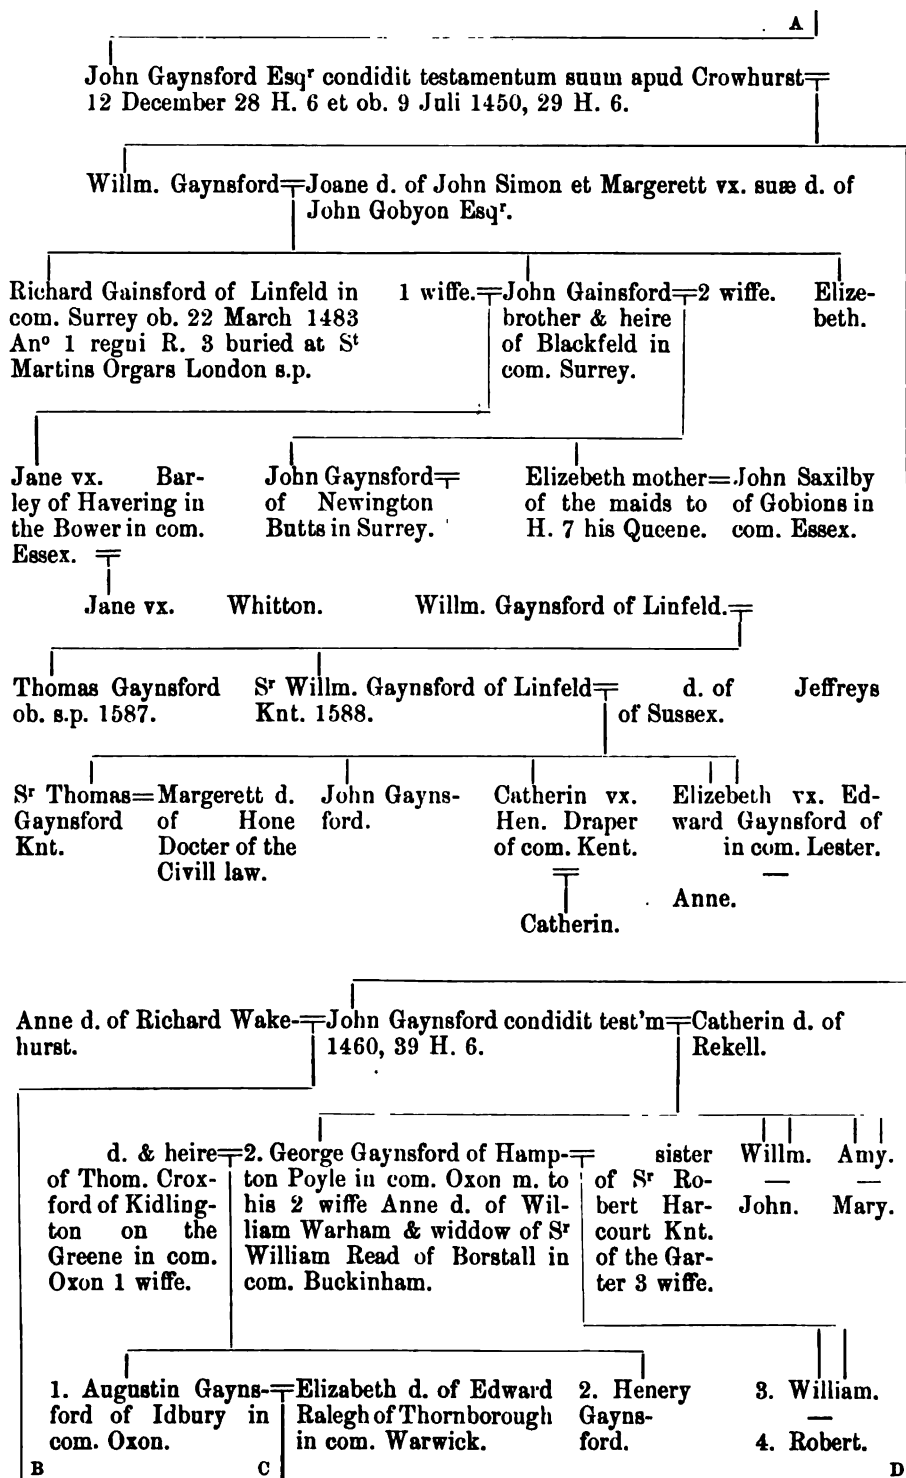 A
John Gaynsford Esqʳ condidit testamentum suum apud Crowhurst
12 December 28 H. 6 et ob. 9 Juli 1450, 29 H. 6.
Willm. Gaynsford Joane d. of John Simon et Margerett vx. suæ d. of
John Gobyon Esqʳ.
Richard Gainsford of Linfeld in
com. Surrey ob. 22 March 1483
Anº 1 regni R. 3 buried at Sᵗ
Martins Orgars London s.p.
1 wiffe.
John Gainsford
brother & heire
of Blackfeld in
com. Surrey.
2 wiffe.
Elize-
beth.
Jane vx. Bar-
ley of Havering in
the Bower in com.
Essex.
John Gaynsford
of Newington
Butts in Surrey.
Elizebeth mother
of the maids to
H. 7 his Queene.
=John Saxilby
of Gobions in
com. Essex.
Jane vx. Whitton.
Willm. Gaynsford of Linfeld.
Thomas Gaynsford
ob. s.p. 1587.
Sʳ Willm. Gaynsford of Linfeld
Knt. 1588.
d. of Jeffreys
of Sussex.
Sʳ Thomas=
Gaynsford
Knt.
Margerett d.
of Hone
Docter of the
Civill law.
John Gayns-
ford.
Catherin vx.
Hen. Draper
of com. Kent.
Elizebeth vx. Ed-
ward Gaynsford of
in com. Lester.
—
Anne.
Catherin.
Anne d. of Richard Wake-
hurst.
John Gaynsford condidit test'm
1460, 39 H. 6.
Catherin d. of
Rekell.
d. & heire
of Thom. Crox-
ford of Kidling-
ton on the
Greene in com.
Oxon 1 wiffe.
2. George Gaynsford of Hamp-
ton Poyle in com. Oxon m. to
his 2 wiffe Anne d. of Wil-
liam Warham & widdow of Sʳ
William Read of Borstall in
com. Buckinham.
sister
of Sʳ Ro-
bert Har-
court Knt.
of the Gar-
ter 3 wiffe.
Willm.
—
John.
Amy.
—
Mary.
1. Augustin Gayns-
ford of Idbury in
com. Oxon.
Elizabeth d. of Edward
Ralegh of Thornborough
in com. Warwick.
2. Henery
Gayns-
ford.
3. William.
—
4. Robert.
B C D